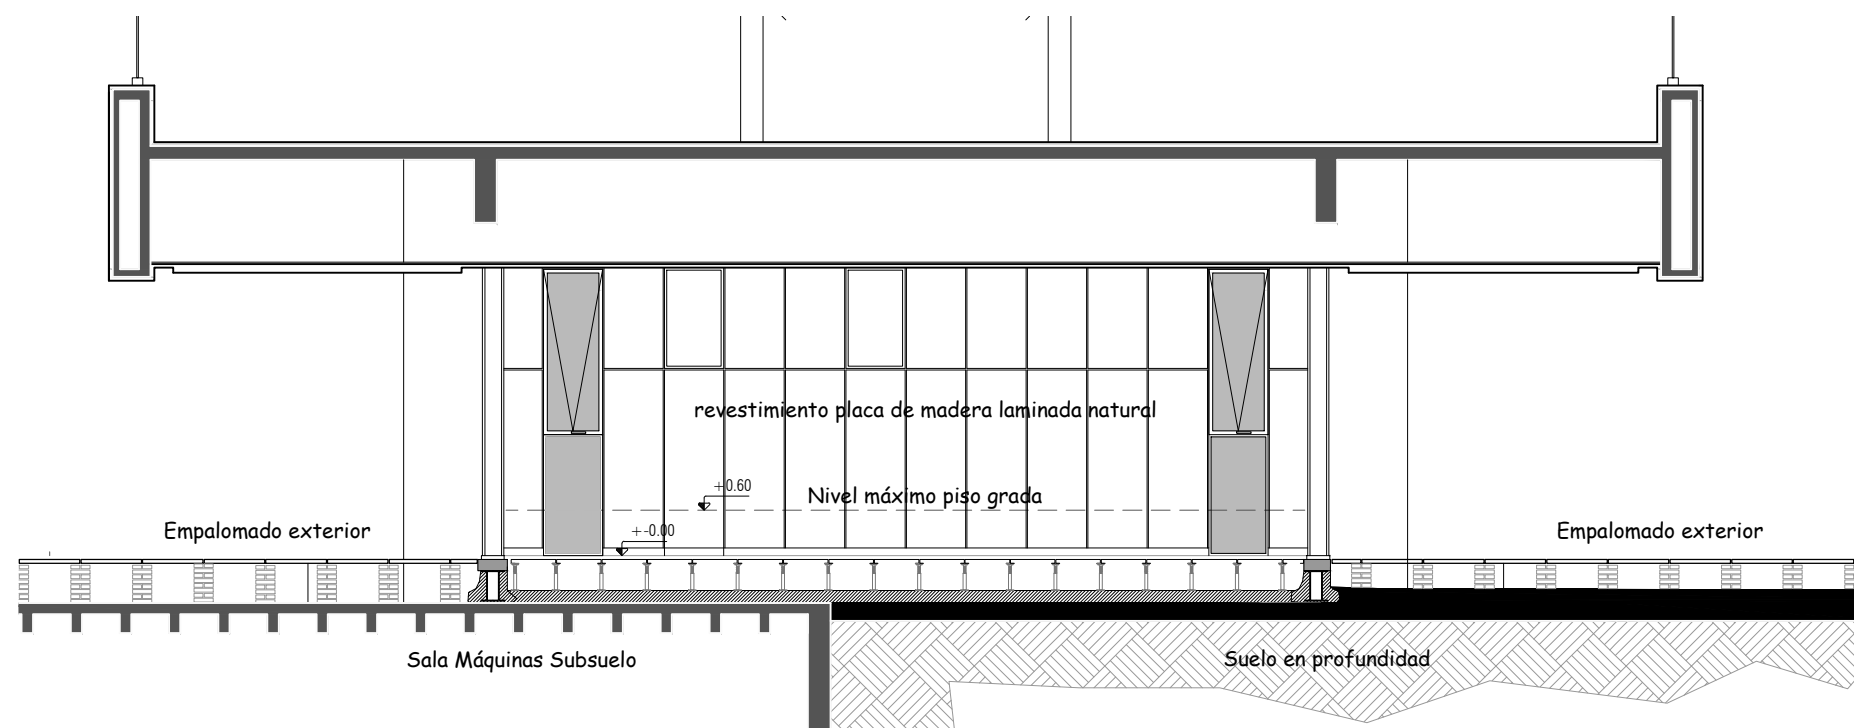 revestimiento placa de madera laminada natural
+0.60
Nivel máximo piso grada
+-0.00
Empalomado exterior
Empalomado exterior
Sala Máquinas Subsuelo
Suelo en profundidad